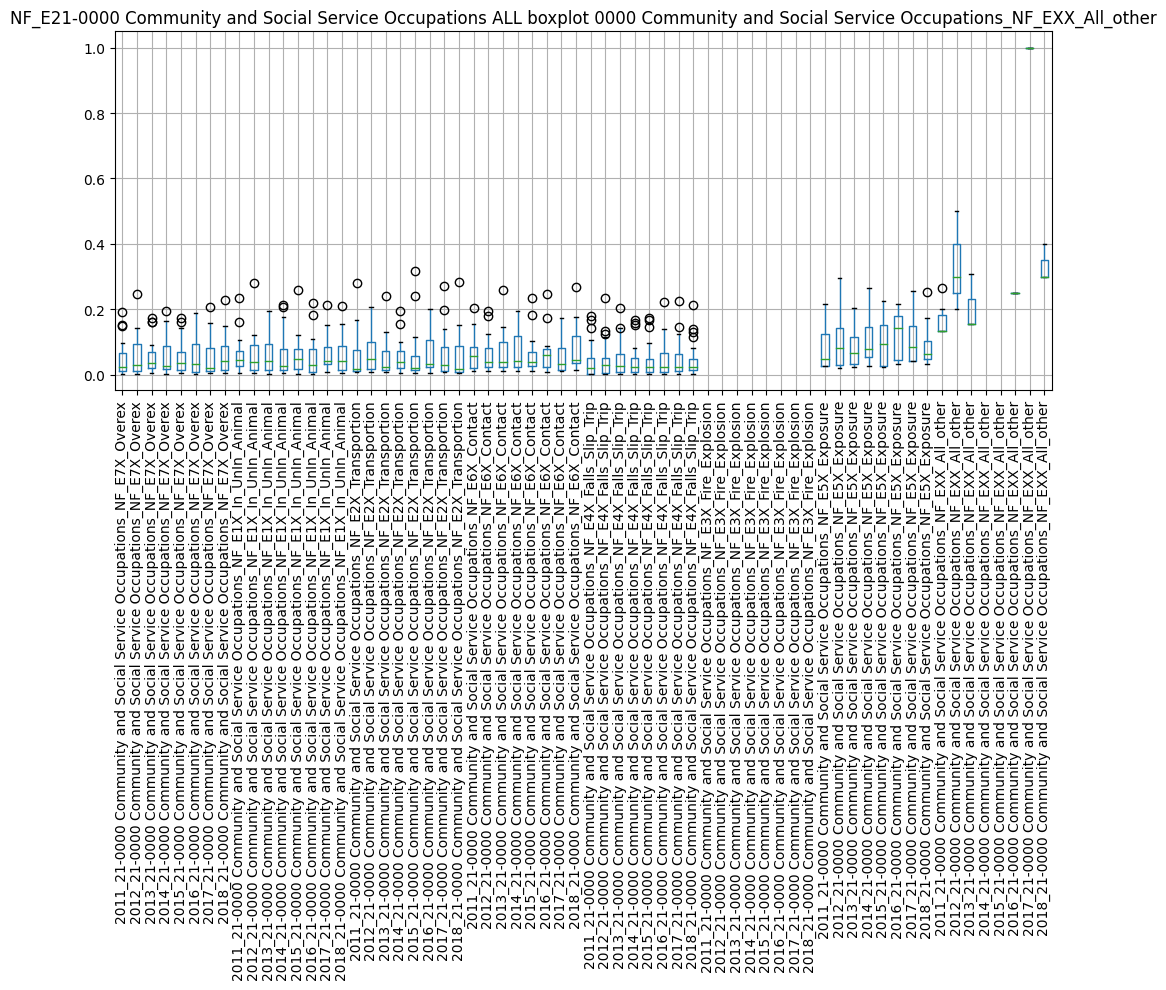 NF_E21-0000 Community and Social Service Occupations ALL boxplot 0000 Community and Social Service Occupations_NF_EXX_All_other
1.0
0.8
0.6
0.4
0.2
0.0
2011_21-0000 Community and Social Service Occupations_NF_E7X_Overex
2012_21-0000 Community and Social Service Occupations_NF_E7X_Overex
2013_21-0000 Community and Social Service Occupations_NF_E7X_Overex
2014_21-0000 Community and Social Service Occupations_NF_E7X_Overex
2015_21-0000 Community and Social Service Occupations_NF_E7X_Overex
2016_21-0000 Community and Social Service Occupations_NF_E7X_Overex
2017_21-0000 Community and Social Service Occupations_NF_E7X_Overex
2018_21-0000 Community and Social Service Occupations_NF_E7X_Overex
2011_21-0000 Community and Social Service Occupations_NF_E1X_In_UnIn_Animal
2012_21-0000 Community and Social Service Occupations_NF_E1X_In_UnIn_Animal
2013_21-0000 Community and Social Service Occupations_NF_E1X_In_UnIn_Animal
2014_21-0000 Community and Social Service Occupations_NF_E1X_In_UnIn_Animal
2015_21-0000 Community and Social Service Occupations_NF_E1X_In_UnIn_Animal
2016_21-0000 Community and Social Service Occupations_NF_E1X_In_UnIn_Animal
2017_21-0000 Community and Social Service Occupations_NF_E1X_In_UnIn_Animal
2018_21-0000 Community and Social Service Occupations_NF_E1X_In_UnIn_Animal
2011_21-0000 Community and Social Service Occupations_NF_E2X_Transportion
2012_21-0000 Community and Social Service Occupations_NF_E2X_Transportion
2013_21-0000 Community and Social Service Occupations_NF_E2X_Transportion
2014_21-0000 Community and Social Service Occupations_NF_E2X_Transportion
2015_21-0000 Community and Social Service Occupations_NF_E2X_Transportion
2016_21-0000 Community and Social Service Occupations_NF_E2X_Transportion
2017_21-0000 Community and Social Service Occupations_NF_E2X_Transportion
2018_21-0000 Community and Social Service Occupations_NF_E2X_Transportion
2011_21-0000 Community and Social Service Occupations_NF_E6X_Contact
2012_21-0000 Community and Social Service Occupations_NF_E6X_Contact
2013_21-0000 Community and Social Service Occupations_NF_E6X_Contact
2014_21-0000 Community and Social Service Occupations_NF_E6X_Contact
2015_21-0000 Community and Social Service Occupations_NF_E6X_Contact
2016_21-0000 Community and Social Service Occupations_NF_E6X_Contact
2017_21-0000 Community and Social Service Occupations_NF_E6X_Contact
2018_21-0000 Community and Social Service Occupations_NF_E6X_Contact
2011_21-0000 Community and Social Service Occupations_NF_E4X_Falls_Slip_Trip
2012_21-0000 Community and Social Service Occupations_NF_E4X_Falls_Slip_Trip
2013_21-0000 Community and Social Service Occupations_NF_E4X_Falls_Slip_Trip
2014_21-0000 Community and Social Service Occupations_NF_E4X_Falls_Slip_Trip
2015_21-0000 Community and Social Service Occupations_NF_E4X_Falls_Slip_Trip
2016_21-0000 Community and Social Service Occupations_NF_E4X_Falls_Slip_Trip
2017_21-0000 Community and Social Service Occupations_NF_E4X_Falls_Slip_Trip
2018_21-0000 Community and Social Service Occupations_NF_E4X_Falls_Slip_Trip
2011_21-0000 Community and Social Service Occupations_NF_E3X_Fire_Explosion
2012_21-0000 Community and Social Service Occupations_NF_E3X_Fire_Explosion
2013_21-0000 Community and Social Service Occupations_NF_E3X_Fire_Explosion
2014_21-0000 Community and Social Service Occupations_NF_E3X_Fire_Explosion
2015_21-0000 Community and Social Service Occupations_NF_E3X_Fire_Explosion
2016_21-0000 Community and Social Service Occupations_NF_E3X_Fire_Explosion
2017_21-0000 Community and Social Service Occupations_NF_E3X_Fire_Explosion
2018_21-0000 Community and Social Service Occupations_NF_E3X_Fire_Explosion
2011_21-0000 Community and Social Service Occupations_NF_E5X_Exposure
2012_21-0000 Community and Social Service Occupations_NF_E5X_Exposure
2013_21-0000 Community and Social Service Occupations_NF_E5X_Exposure
2014_21-0000 Community and Social Service Occupations_NF_E5X_Exposure
2015_21-0000 Community and Social Service Occupations_NF_E5X_Exposure
2016_21-0000 Community and Social Service Occupations_NF_E5X_Exposure
2017_21-0000 Community and Social Service Occupations_NF_E5X_Exposure
2018_21-0000 Community and Social Service Occupations_NF_E5X_Exposure
2011_21-0000 Community and Social Service Occupations_NF_EXX_All_other
2012_21-0000 Community and Social Service Occupations_NF_EXX_All_other
2013_21-0000 Community and Social Service Occupations_NF_EXX_All_other
2014_21-0000 Community and Social Service Occupations_NF_EXX_All_other
2015_21-0000 Community and Social Service Occupations_NF_EXX_All_other
2016_21-0000 Community and Social Service Occupations_NF_EXX_All_other
2017_21-0000 Community and Social Service Occupations_NF_EXX_All_other
2018_21-0000 Community and Social Service Occupations_NF_EXX_All_other